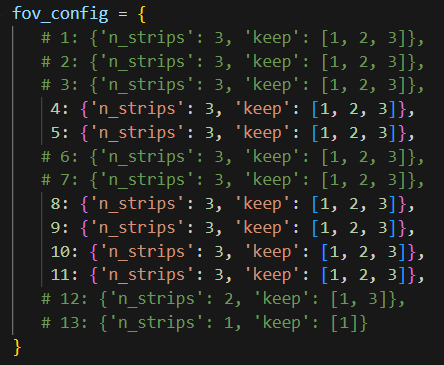 fov_config = {
# 1: {'n_strips': 3, 'keep': [1, 2, 3]},
# 2: {'n_strips': 3, 'keep': [1, 2, 3]},
# 3: {'n_strips': 3, 'keep': [1, 2, 3]},
4: {'n_strips': 3, 'keep': [1, 2, 3]},
5: {'n_strips': 3, 'keep': [1, 2, 3]},
# 6: {'n_strips': 3, 'keep': [1, 2, 3]},
# 7: {'n_strips': 3, 'keep': [1, 2, 3]},
8: {'n_strips': 3, 'keep': [1, 2, 3]},
9: {'n_strips': 3, 'keep': [1, 2, 3]},
10: {'n_strips': 3, 'keep': [1, 2, 3]},
11: {'n_strips': 3, 'keep': [1, 2, 3]},
# 12: {'n_strips': 2, 'keep': [1, 3]},
# 13: {'n_strips': 1, 'keep': [1]}
}